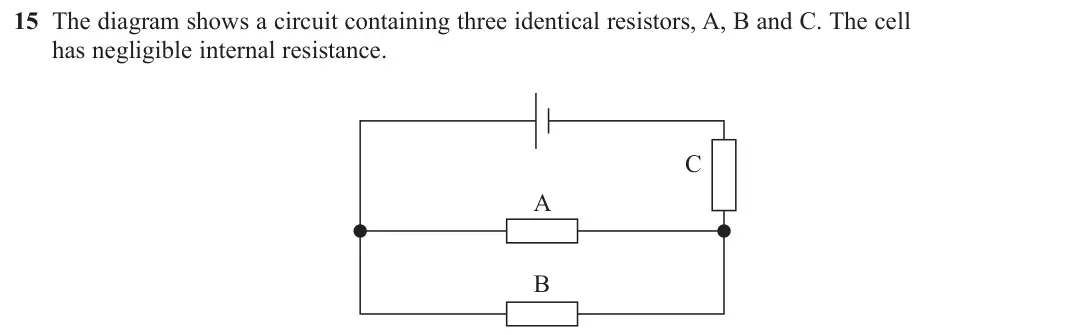 15 The diagram shows a circuit containing three identical resistors, A, B and C. The cell
has negligible internal resistance.
C
A
B